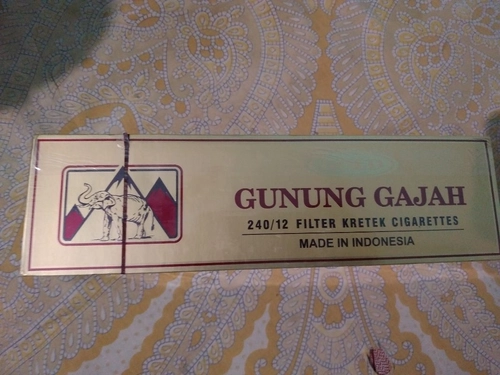 GUNUNG GAJAH
240/12 FILTER KRETEK CIGARETTES
MADE IN INDONESIA